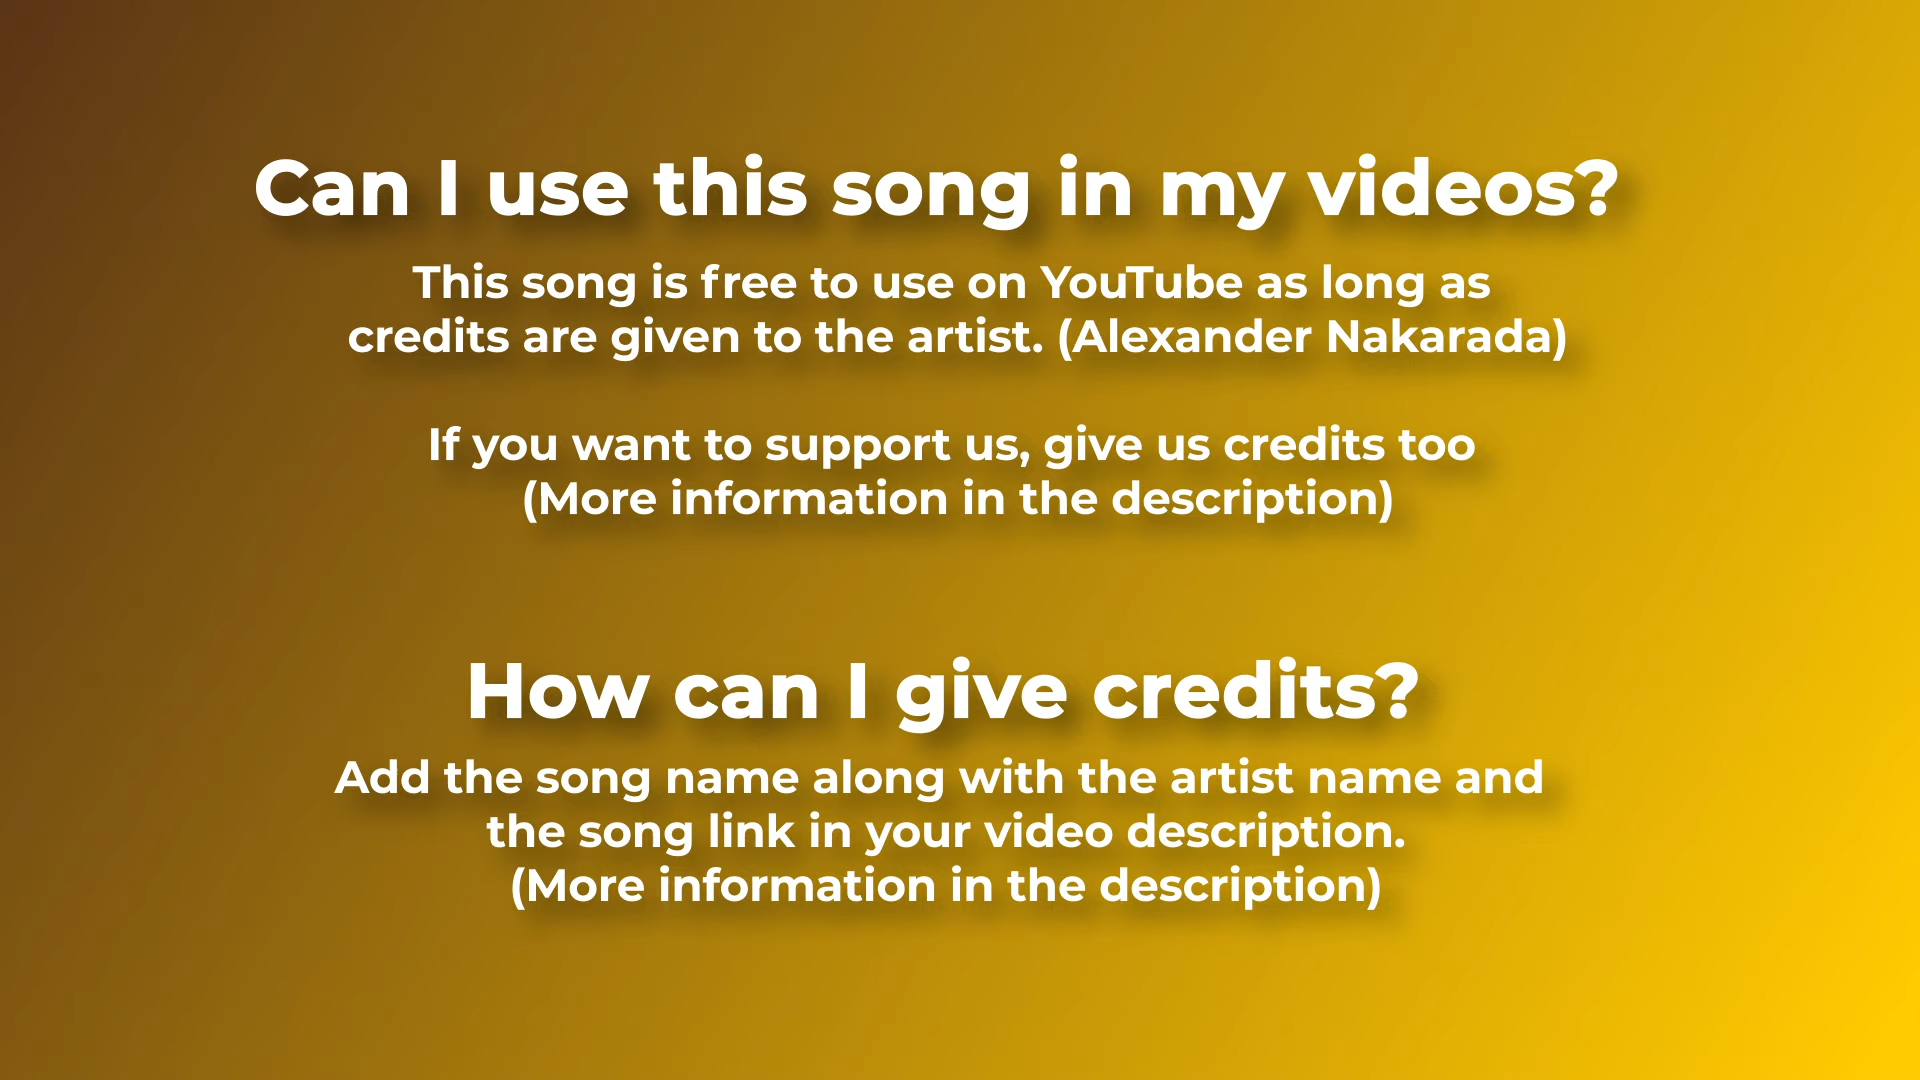 Can I use this song in my videos?
This song is free to use on YouTube as long as
credits are given to the artist. (Alexander Nakarada)
If you want to support us, give us credits too
(More information in the description)
How can I give credits?
Add the song name along with the artist name and
the song link in your video description.
(More information in the description)